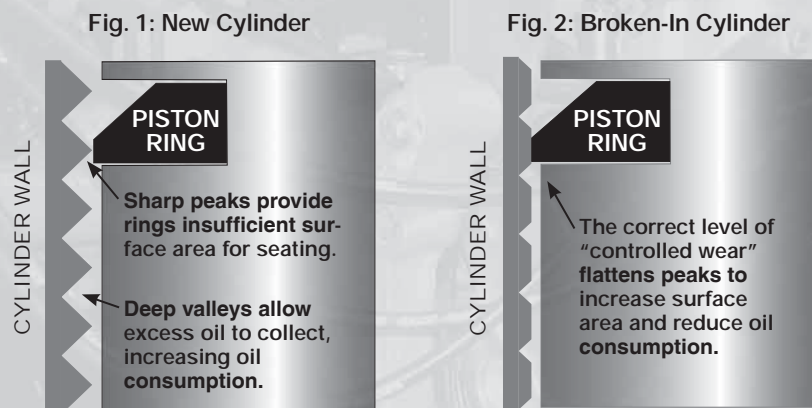 Fig. 1: New Cylinder
CYLINDER WALL
PISTON
RING
Sharp peaks provide
rings insufficient sur-
face area for seating.
Deep valleys allow
excess oil to collect,
increasing oil
consumption.
Fig. 2: Broken-In Cylinder
CYLINDER WALL
PISTON
RING
The correct level of
“controlled wear”
flattens peaks to
increase surface
area and reduce oil
consumption.